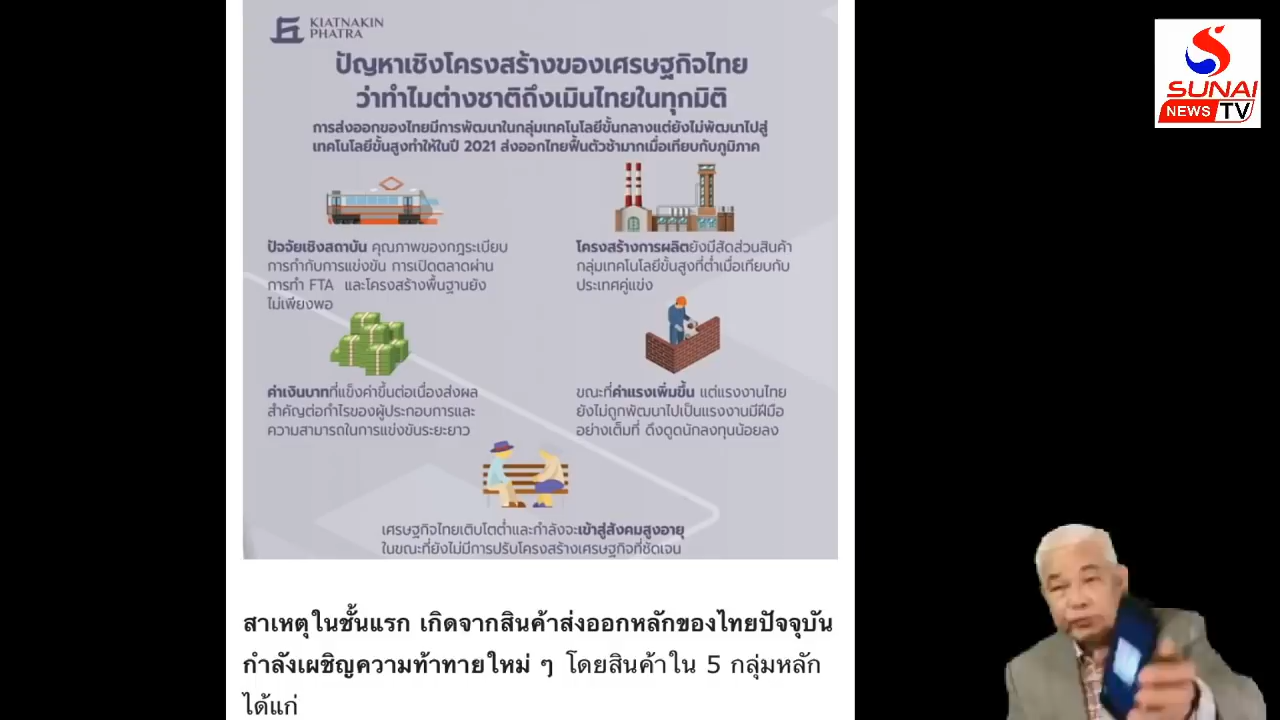 KIATNAKIN
PHATRA
SUNAI
NEWS TV
ปัญหาเชิงโครงสร้างของเศรษฐกิจไทย
ว่าทำไมต่างชาติถึงเมินไทยในทุกมิติ
การส่งออกของไทยมีการพัฒนาในกลุ่มเทคโนโลยีขั้นกลางแต่ยังไม่พัฒนาไปสู่
เทคโนโลยีขั้นสูงทำให้ในปี 2021 ส่งออกไทยฟื้นตัวช้ามากเมื่อเทียบกับภูมิภาค
ปัจจัยเชิงสถาบัน คุณภาพของกฎระเบียบ
การกำกับการแข่งขัน การเปิดตลาดผ่าน
การทำ FTA และโครงสร้างพื้นฐานยัง
ไม่เพียงพอ
โครงสร้างการผลิตยังมีสัดส่วนสินค้า
กลุ่มเทคโนโลยีขั้นสูงที่ต่ำเมื่อเทียบกับ
ประเทศคู่แข่ง
ค่าเงินบาทที่แข็งค่าขึ้นต่อเนื่องส่งผล
สำคัญต่อกำไรของผู้ประกอบการและ
ความสามารถในการแข่งขันระยะยาว
ขณะที่ค่าแรงเพิ่มขึ้น แต่แรงงานไทย
ยังไม่ถูกพัฒนาไปเป็นแรงงานมีฝีมือ
อย่างเต็มที่ ดึงดูดนักลงทุนน้อยลง
เศรษฐกิจไทยเติบโตต่ำและกำลังจะเข้าสู่สังคมสูงอายุ
ในขณะที่ยังไม่มีการปรับโครงสร้างเศรษฐกิจที่ชัดเจน
สาเหตุในชั้นแรก เกิดจากสินค้าส่งออกหลักของไทยปัจจุบัน
กำลังเผชิญความท้าทายใหม่ ๆ โดยสินค้าใน 5 กลุ่มหลัก
ได้แก่